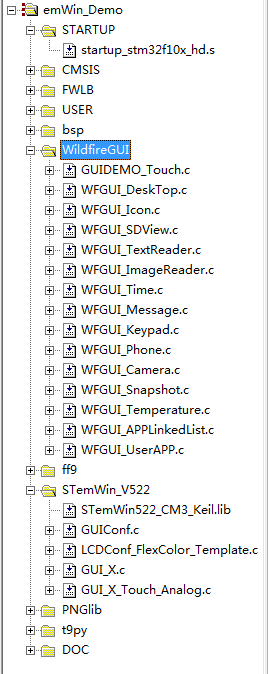 emWin_Demo
STARTUP
startup_stm32f10x_hd.s
CMSIS
FWLB
USER
bsp
WildfireGUI
GUIDEMO_Touch.c
WFGUI_DeskTop.c
WFGUI_Icon.c
WFGUI_SDView.c
WFGUI_TextReader.c
WFGUI_ImageReader.c
WFGUI_Time.c
WFGUI_Message.c
WFGUI_Keypad.c
WFGUI_Phone.c
WFGUI_Camera.c
WFGUI_Snapshot.c
WFGUI_Temperature.c
WFGUI_APPLinkedList.c
WFGUI_UserAPP.c
ff9
STemWin_V522
STemWin522_CM3_Keil.lib
GUIConf.c
LCDConf_FlexColor_Template.c
GUI_X.c
GUI_X_Touch_Analog.c
PNGlib
t9py
DOC